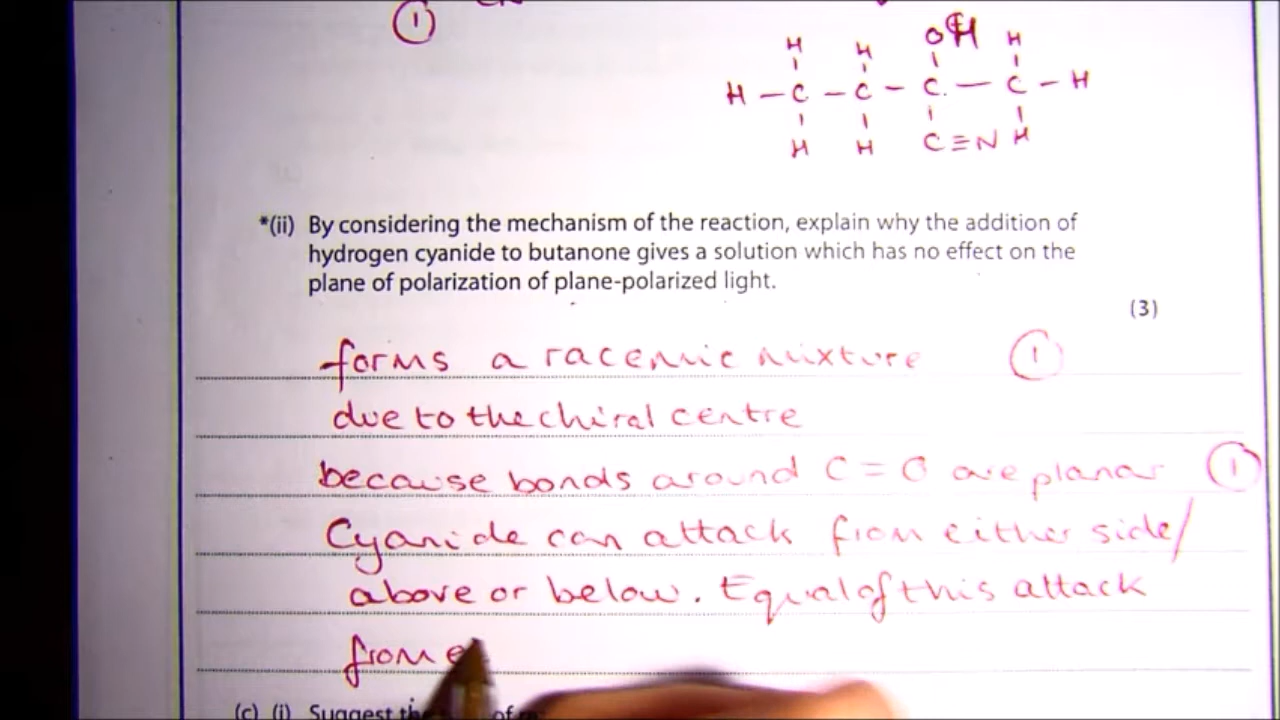 ①
H H OH H
H – C – C – C – C – H
H H C≡N H
*(ii) By considering the mechanism of the reaction, explain why the addition of
hydrogen cyanide to butanone gives a solution which has no effect on the
plane of polarization of plane-polarized light.
(3)
forms a racemic mixture ①
due to the chiral centre
because bonds around C = O are planar ①
Cyanide can attack from either side/
above or below. Equal of this attack
from e
(c) (i) Suggest the of